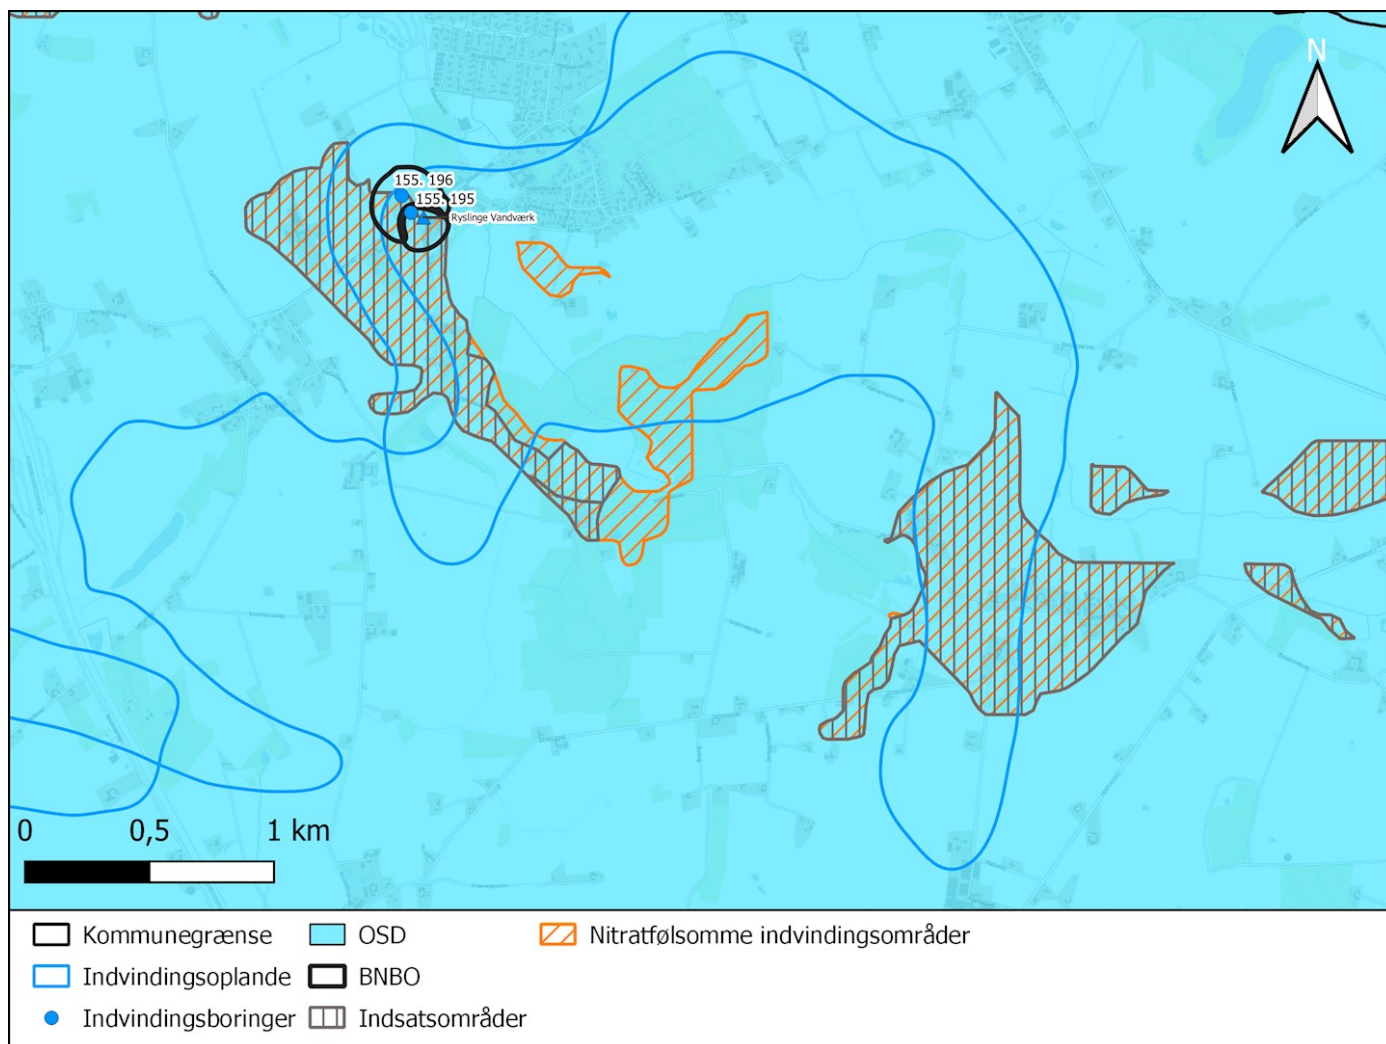 N
155. 196
155. 195
Ryslinge Vandværk
0 0,5 1 km
Kommunegrænse OSD Nitratfølsomme indvindingsområder
Indvindingsoplande BNBO
Indvindingsboringer Indsatsområder